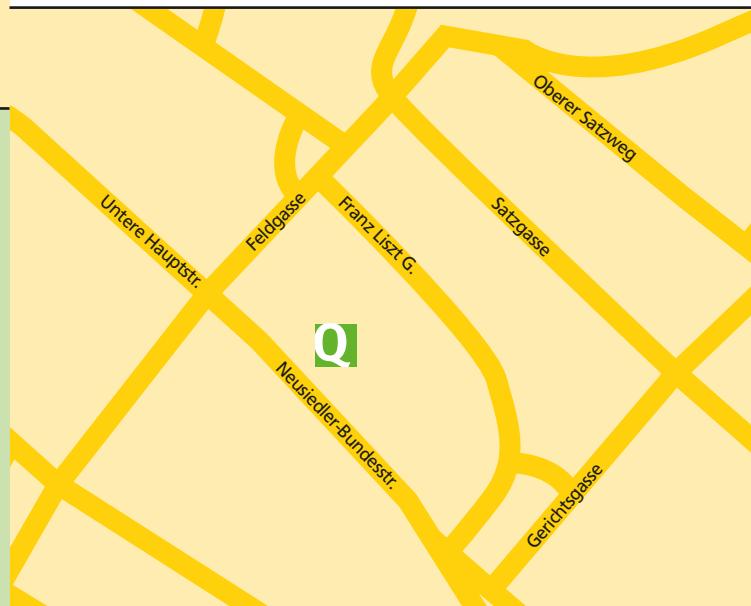 Oberer Satzweg
Untere Hauptstr.
Feldgasse
Franz Liszt G.
Satzgasse
Q
Neusiedler-Bundesstr.
Gerichtsgasse